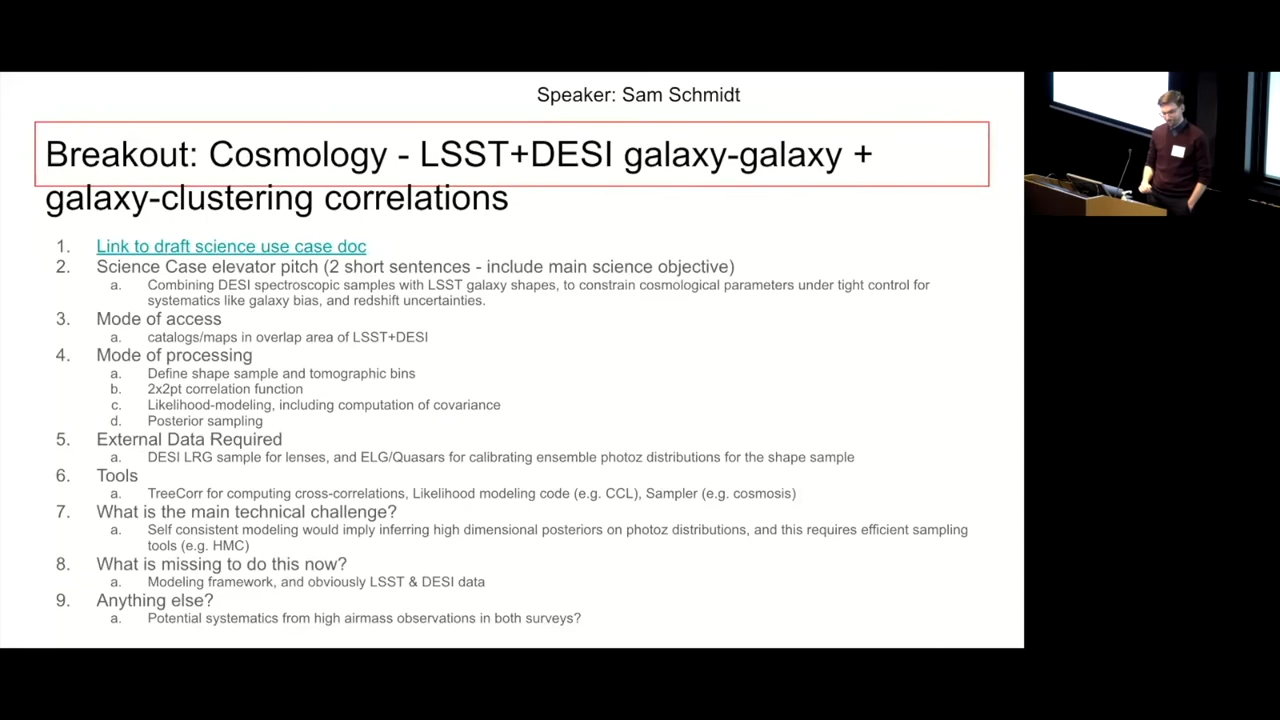 Speaker: Sam Schmidt
Breakout: Cosmology - LSST+DESI galaxy-galaxy +
galaxy-clustering correlations
1. Link to draft science use case doc
2. Science Case elevator pitch (2 short sentences - include main science objective)
a. Combining DESI spectroscopic samples with LSST galaxy shapes, to constrain cosmological parameters under tight control for
systematics like galaxy bias, and redshift uncertainties.
3. Mode of access
a. catalogs/maps in overlap area of LSST+DESI
4. Mode of processing
a. Define shape sample and tomographic bins
b. 2x2pt correlation function
c. Likelihood-modeling, including computation of covariance
d. Posterior sampling
5. External Data Required
a. DESI LRG sample for lenses, and ELG/Quasars for calibrating ensemble photoz distributions for the shape sample
6. Tools
a. TreeCorr for computing cross-correlations, Likelihood modeling code (e.g. CCL), Sampler (e.g. cosmosis)
7. What is the main technical challenge?
a. Self consistent modeling would imply inferring high dimensional posteriors on photoz distributions, and this requires efficient sampling
tools (e.g. HMC)
8. What is missing to do this now?
a. Modeling framework, and obviously LSST & DESI data
9. Anything else?
a. Potential systematics from high airmass observations in both surveys?